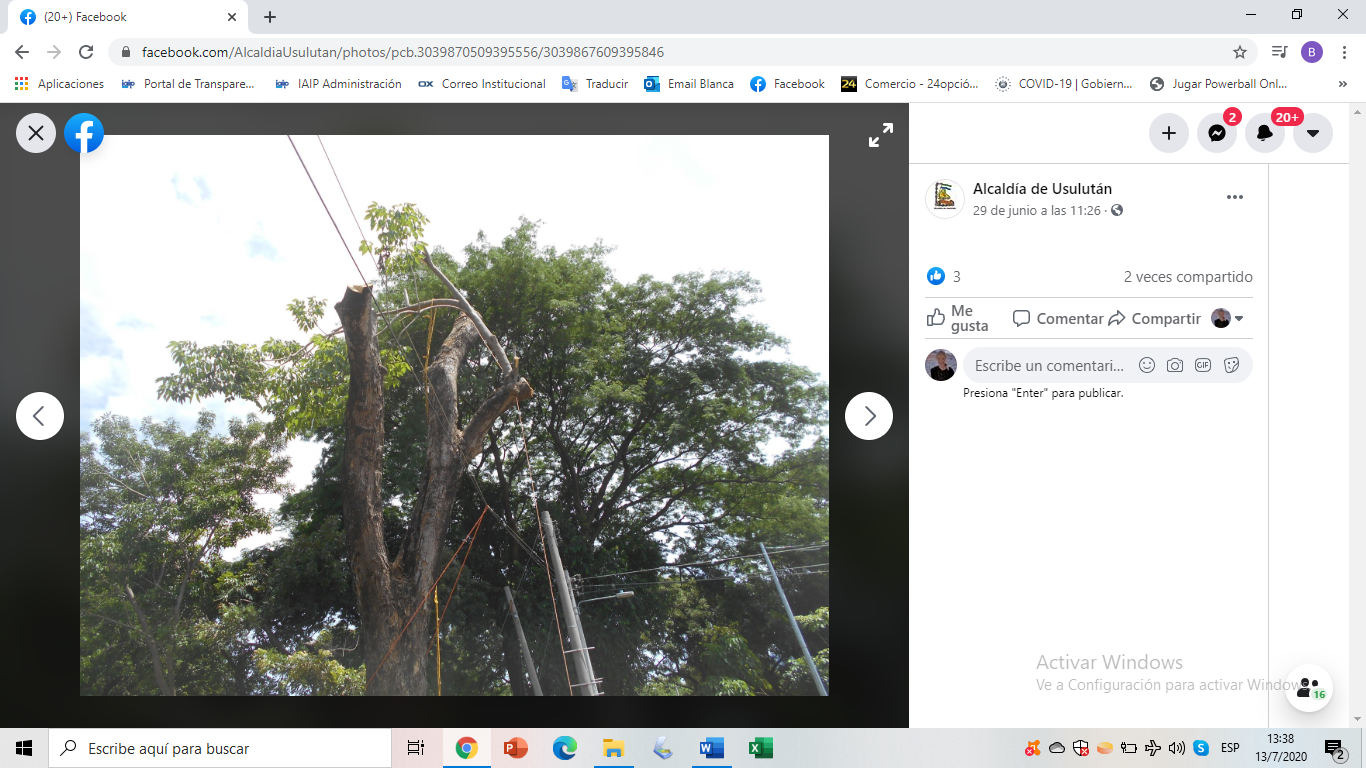 (20+) Facebook
facebook.com/AlcaldiaUsulutan/photos/pcb.3039870509395556/3039867609395846
B
Aplicaciones
Portal de Transpare...
IAIP Administración
Correo Institucional
Traducir
Email Blanca
Facebook
24
Comercio - 24opció...
COVID-19 | Gobiern...
Jugar Powerball Onl...
»
2
20+
Alcaldía de Usulután
29 de junio a las 11:26 ·
3
2 veces compartido
Me gusta
Comentar
Compartir
Escribe un comentari...
GIF
Presiona "Enter" para publicar.
Activar Windows
Ve a Configuración para activar Windows
16
Escribe aquí para buscar
ESP
13:38
13/7/2020
2